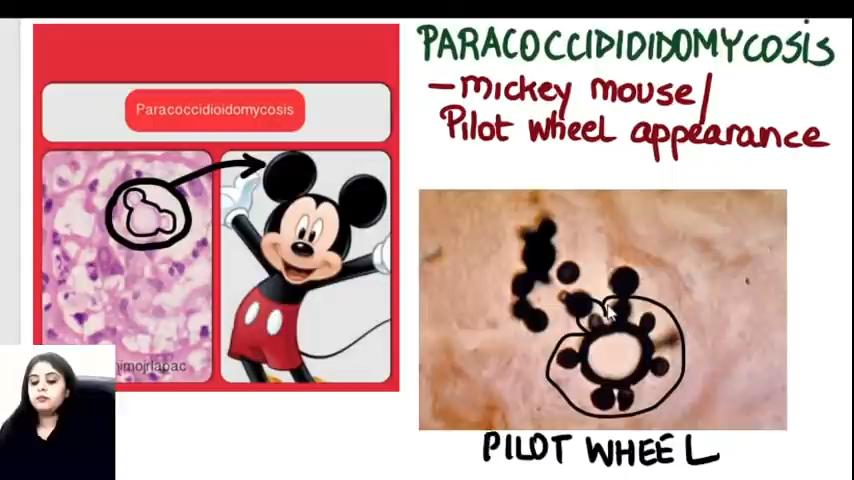 PARACOCCIDIDIDOMYCOSIS
-mickey mouse/
Pilot wheel appearance
Paracoccidioidomycosis
PILOT WHEEL